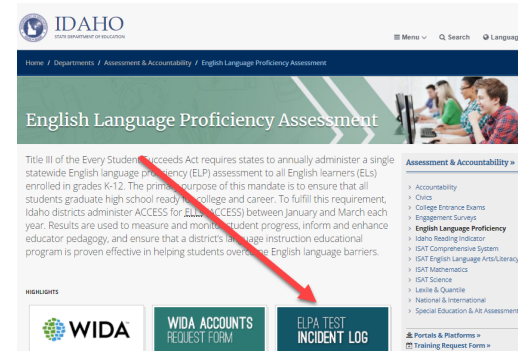 IDAHO
STATE DEPARTMENT OF EDUCATION
Menu
Search
Languag
Home / Departments / Assessment & Accountability / English Language Proficiency Assessment
English Language Proficiency Assessment
Title III of the Every Student Succeeds Act requires states to annually administer a single
statewide English language proficiency (ELP) assessment to all English learners (ELs)
enrolled in grades K-12. The primary purpose of this mandate is to ensure that all
students graduate high school ready for college and career. To fulfill this requirement,
Idaho districts administer ACCESS for ELLs (ACCESS) between January and March each
year. Results are used to measure and monitor student progress, inform and enhance
educator pedagogy, and ensure that a district's language instruction educational
program is proven effective in helping students overcome English language barriers.
HIGHLIGHTS
WIDA
WIDA ACCOUNTS
REQUEST FORM
ELPA TEST
INCIDENT LOG
Assessment & Accountability »
> Accountability
> Civics
> College Entrance Exams
> Engagement Surveys
> English Language Proficiency
> Idaho Reading Indicator
> ISAT Comprehensive System
> ISAT English Language Arts/Literacy
> ISAT Mathematics
> ISAT Science
> Lexile & Quantile
> National & International
> Special Education & Alt Assessment
Portals & Platforms »
Training Request Form »